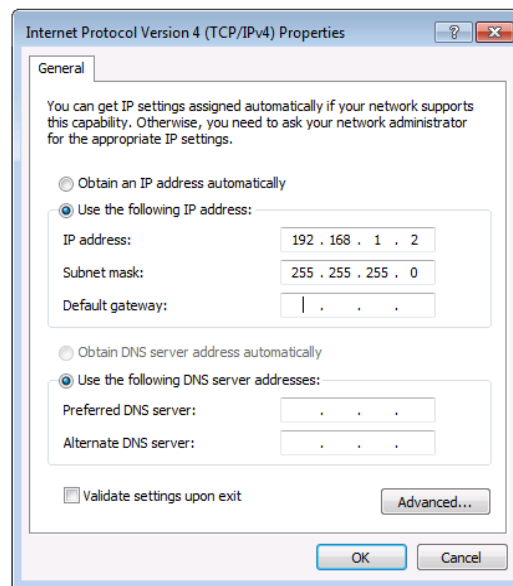 Internet Protocol Version 4 (TCP/IPv4) Properties
General
You can get IP settings assigned automatically if your network supports
this capability. Otherwise, you need to ask your network administrator
for the appropriate IP settings.
Obtain an IP address automatically
Use the following IP address:
IP address: 192 . 168 . 1 . 2
Subnet mask: 255 . 255 . 255 . 0
Default gateway: . . .
Obtain DNS server address automatically
Use the following DNS server addresses:
Preferred DNS server: . . .
Alternate DNS server: . . .
Validate settings upon exit
Advanced...
OK Cancel